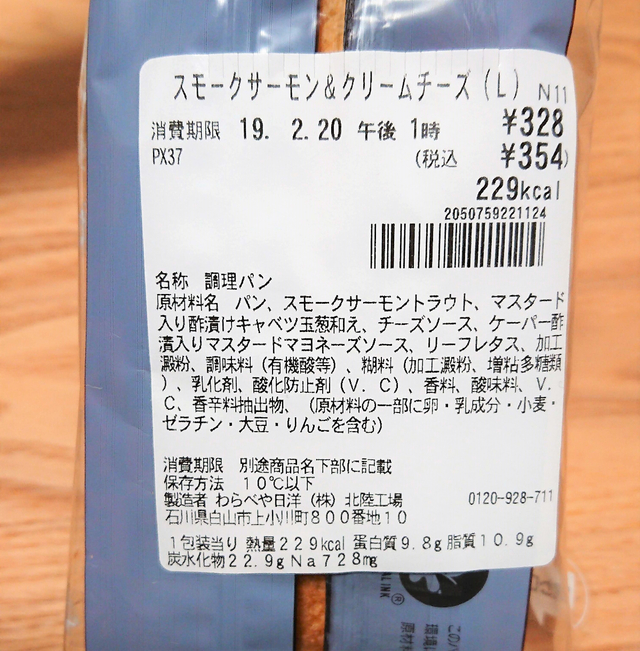 スモークサーモン&クリームチーズ(L) N11
消費期限 19. 2.20 午後 1時 ¥328
PX37 (税込 ¥354)
229kcal
2050759221124
名称 調理パン
原材料名 パン、スモークサーモントラウト、マスタード
入り酢漬けキャベツ玉葱和え、チーズソース、ケーパー酢
漬入りマスタードマヨネーズソース、リーフレタス、加工
澱粉、調味料(有機酸等)、糊料(加工澱粉、増粘多糖類
)、乳化剤、酸化防止剤(V.C)、香料、酸味料、V.
C、香辛料抽出物、(原材料の一部に卵・乳成分・小麦・
ゼラチン・大豆・りんごを含む)
消費期限 別途商品名下部に記載
保存方法 10℃以下
製造者 わらべや日洋(株)北陸工場 0120-928-711
石川県白山市上小川町800番地10
1包装当り 熱量229kcal 蛋白質9.8g 脂質10.9g
炭水化物22.9g Na728mg
AL INK ®
このパ
環境に
原材料